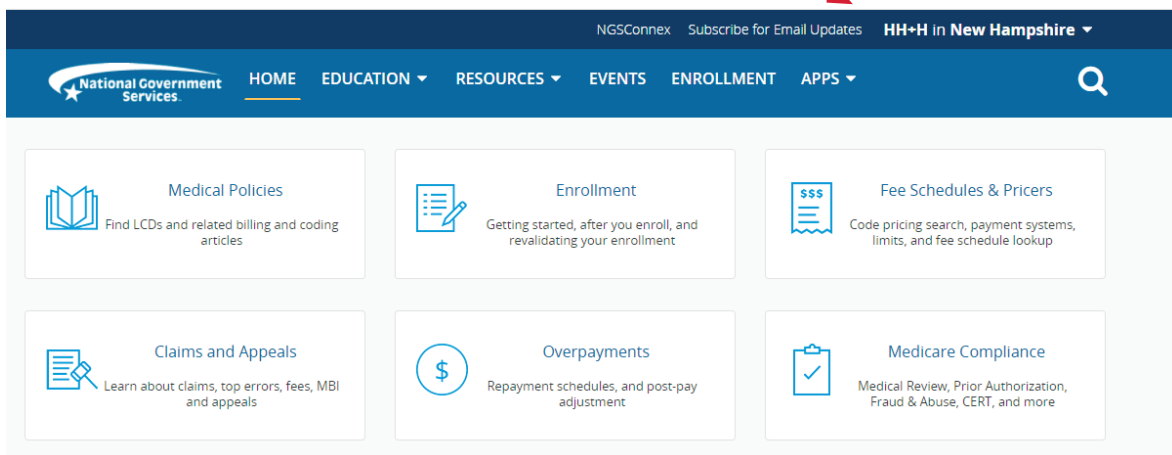 NGSConnex Subscribe for Email Updates HH+H in New Hampshire
National Government
Services.
HOME EDUCATION RESOURCES EVENTS ENROLLMENT APPS
Medical Policies
Find LCDs and related billing and coding
articles
Enrollment
Getting started, after you enroll, and
revalidating your enrollment
$$$
Fee Schedules & Pricers
Code pricing search, payment systems,
limits, and fee schedule lookup
Claims and Appeals
Learn about claims, top errors, fees, MBI
and appeals
$
Overpayments
Repayment schedules, and post-pay
adjustment
Medicare Compliance
Medical Review, Prior Authorization,
Fraud & Abuse, CERT, and more